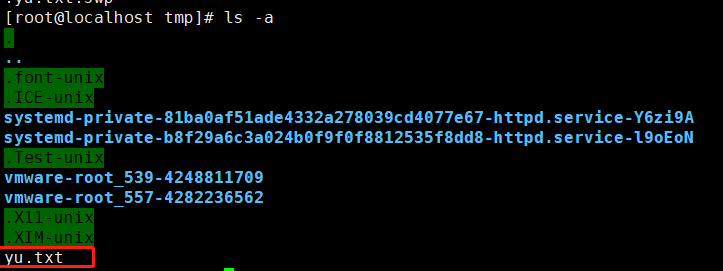 .yu.txt.swp
[root@localhost tmp]# ls -a
.
..
.font-unix
.ICE-unix
systemd-private-81ba0af51ade4332a278039cd4077e67-httpd.service-Y6zi9A
systemd-private-b8f29a6c3a024b0f9f0f8812535f8dd8-httpd.service-l9oEoN
.Test-unix
vmware-root_539-4248811709
vmware-root_557-4282236562
.X11-unix
.XIM-unix
yu.txt